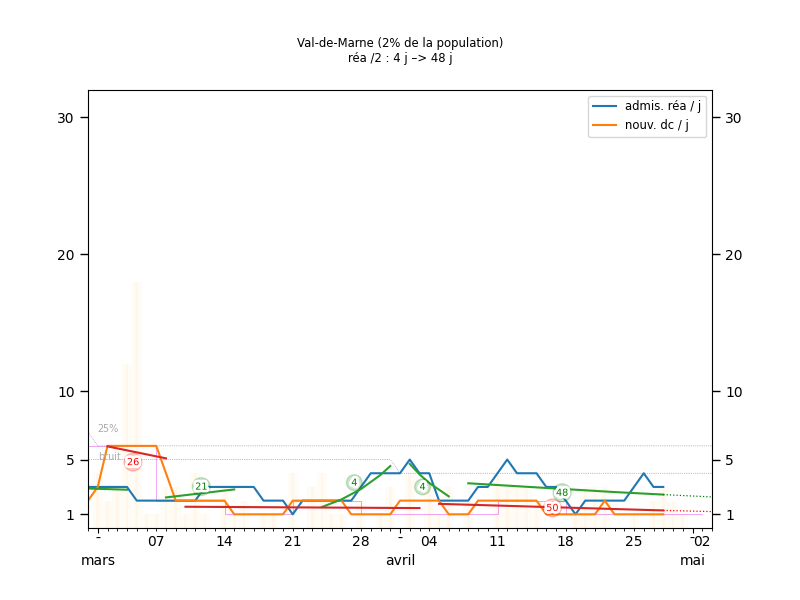 Val-de-Marne (2% de la population)
réa /2 : 4 j –> 48 j
admis. réa / j
nouv. dc / j
30
30
20
20
10
10
25%
bruit
5
5
1
1
26
21
4
4
3
48
50
- 07 14 21 28 - 04 11 18 25 - 02
mars avril mai